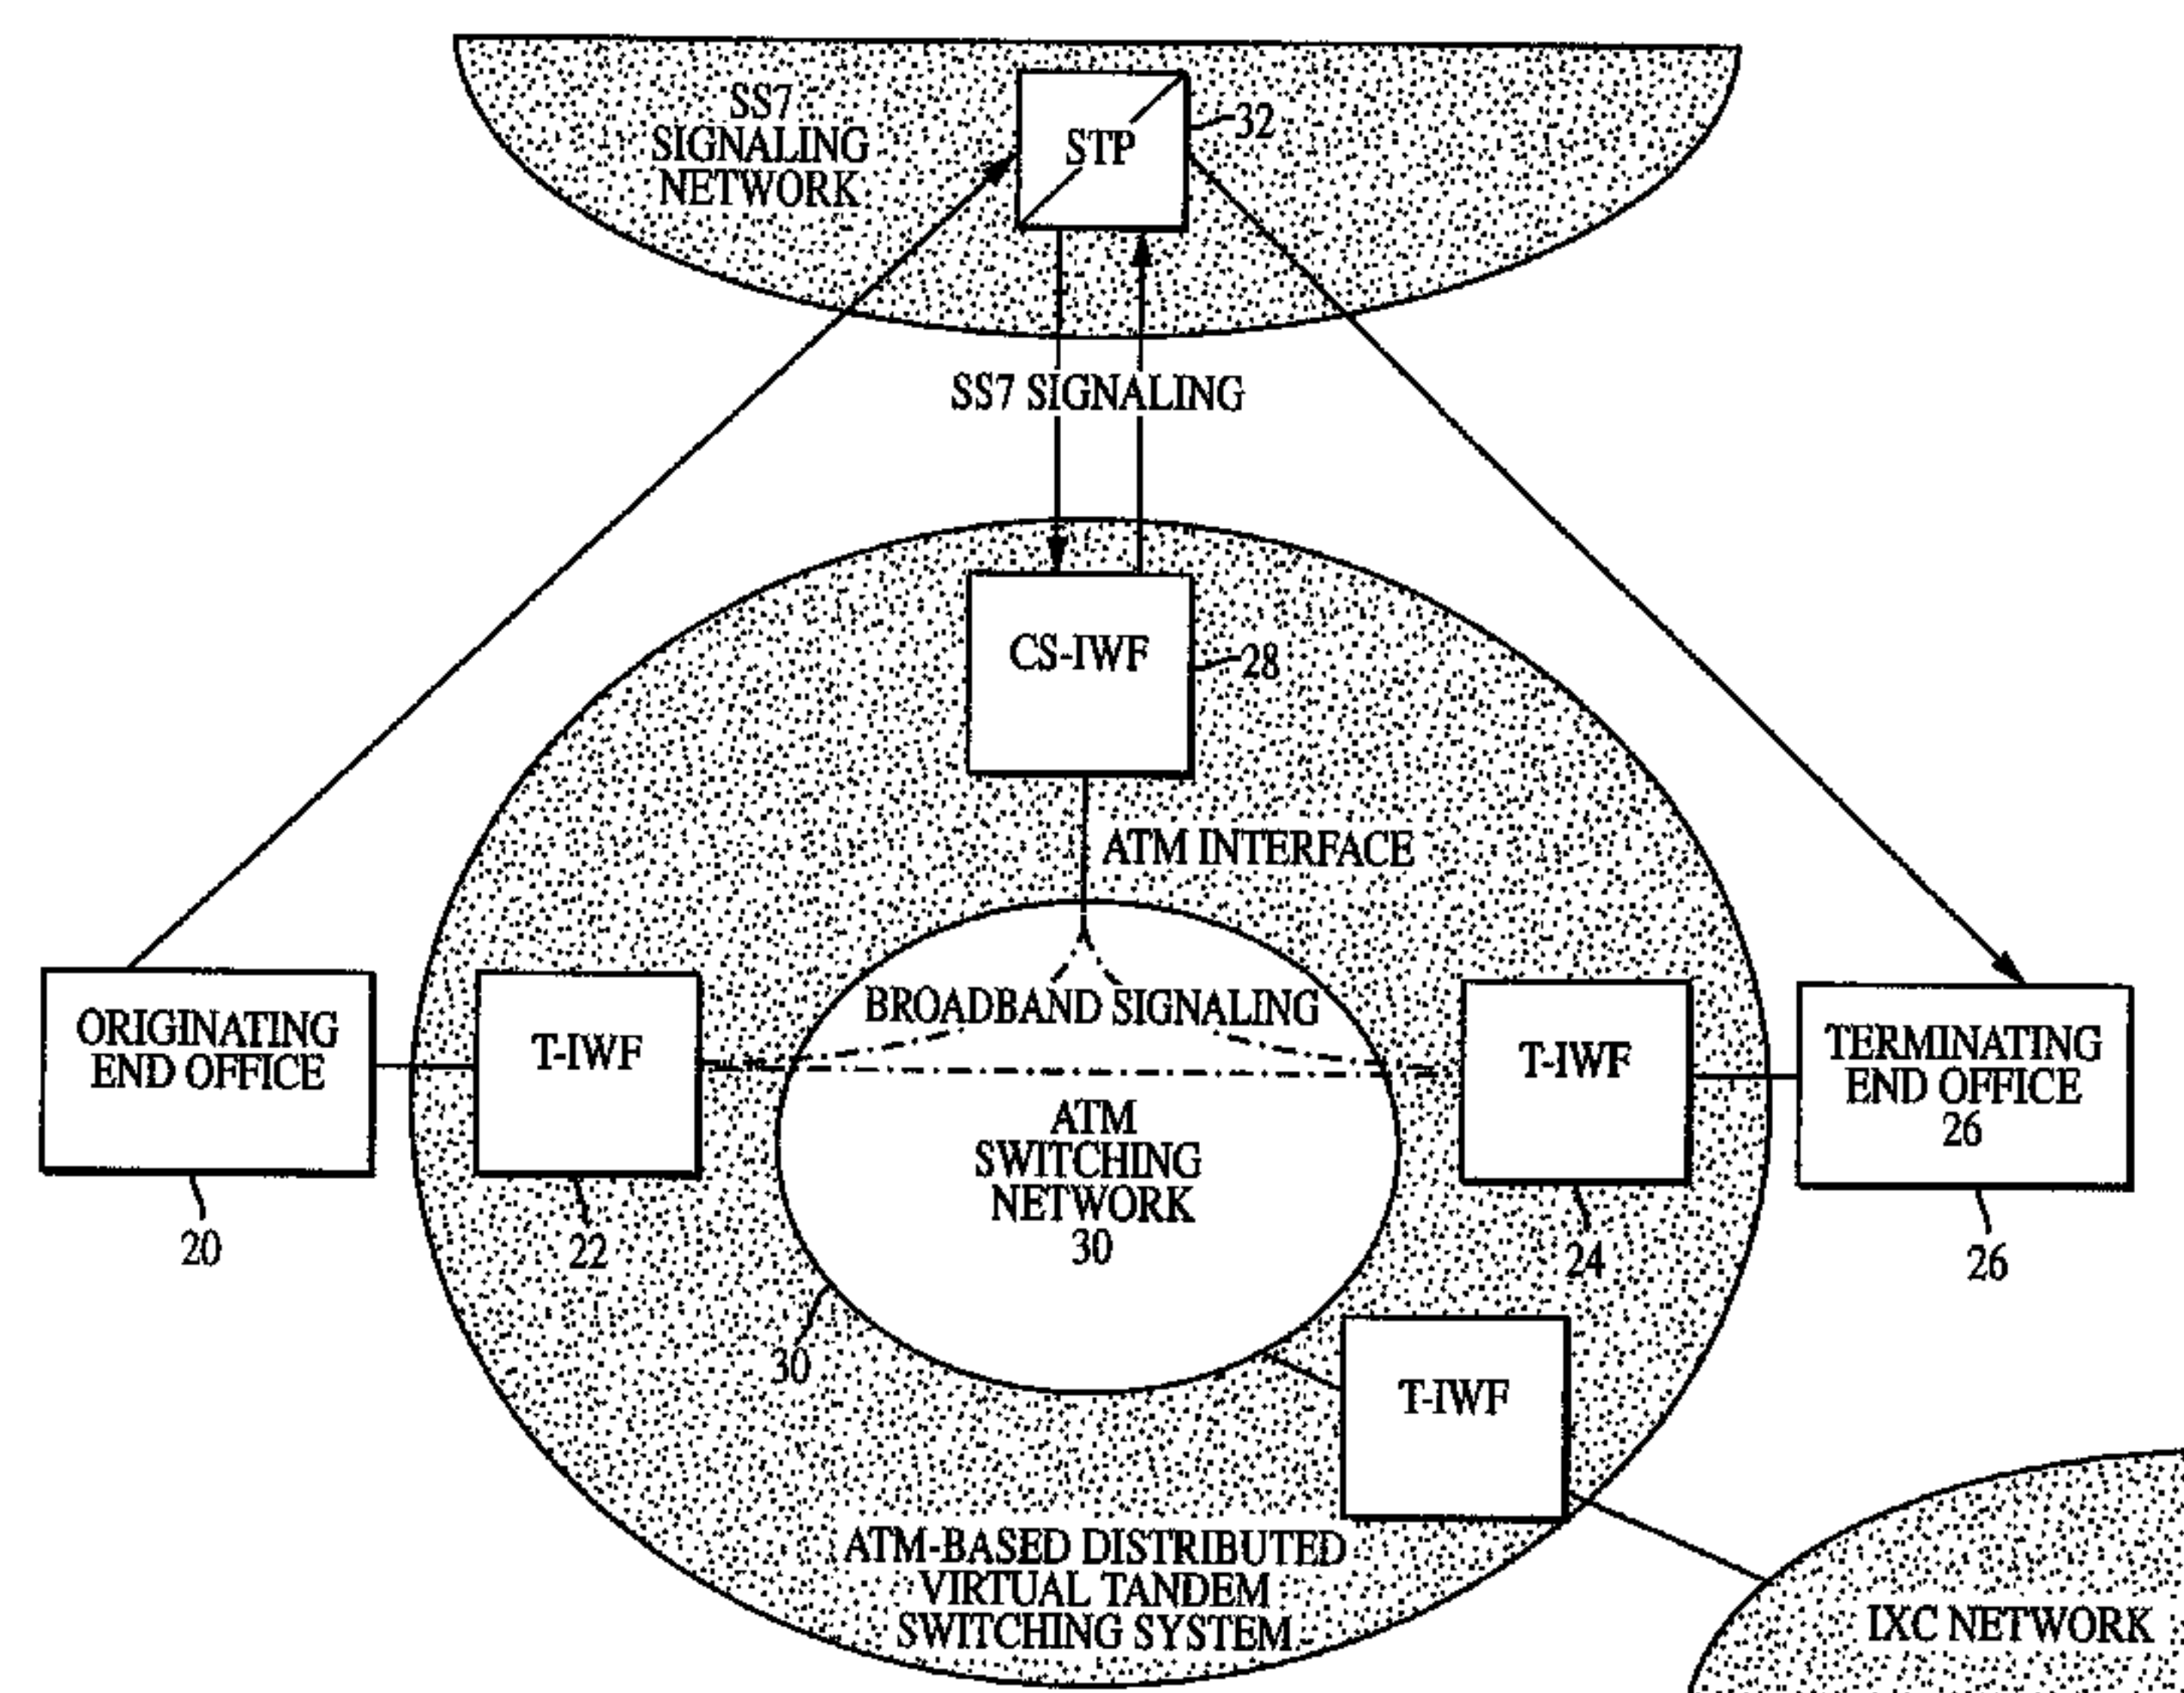 SS7
SIGNALING
NETWORK
STP
32
SS7 SIGNALING
CS-IWF
28
ATM INTERFACE
BROADBAND SIGNALING
ORIGINATING
END OFFICE
20
T-IWF
22
ATM
SWITCHING
NETWORK
30
30
T-IWF
24
TERMINATING
END OFFICE
26
26
T-IWF
ATM-BASED DISTRIBUTED
VIRTUAL TANDEM
SWITCHING SYSTEM
IXC NETWORK